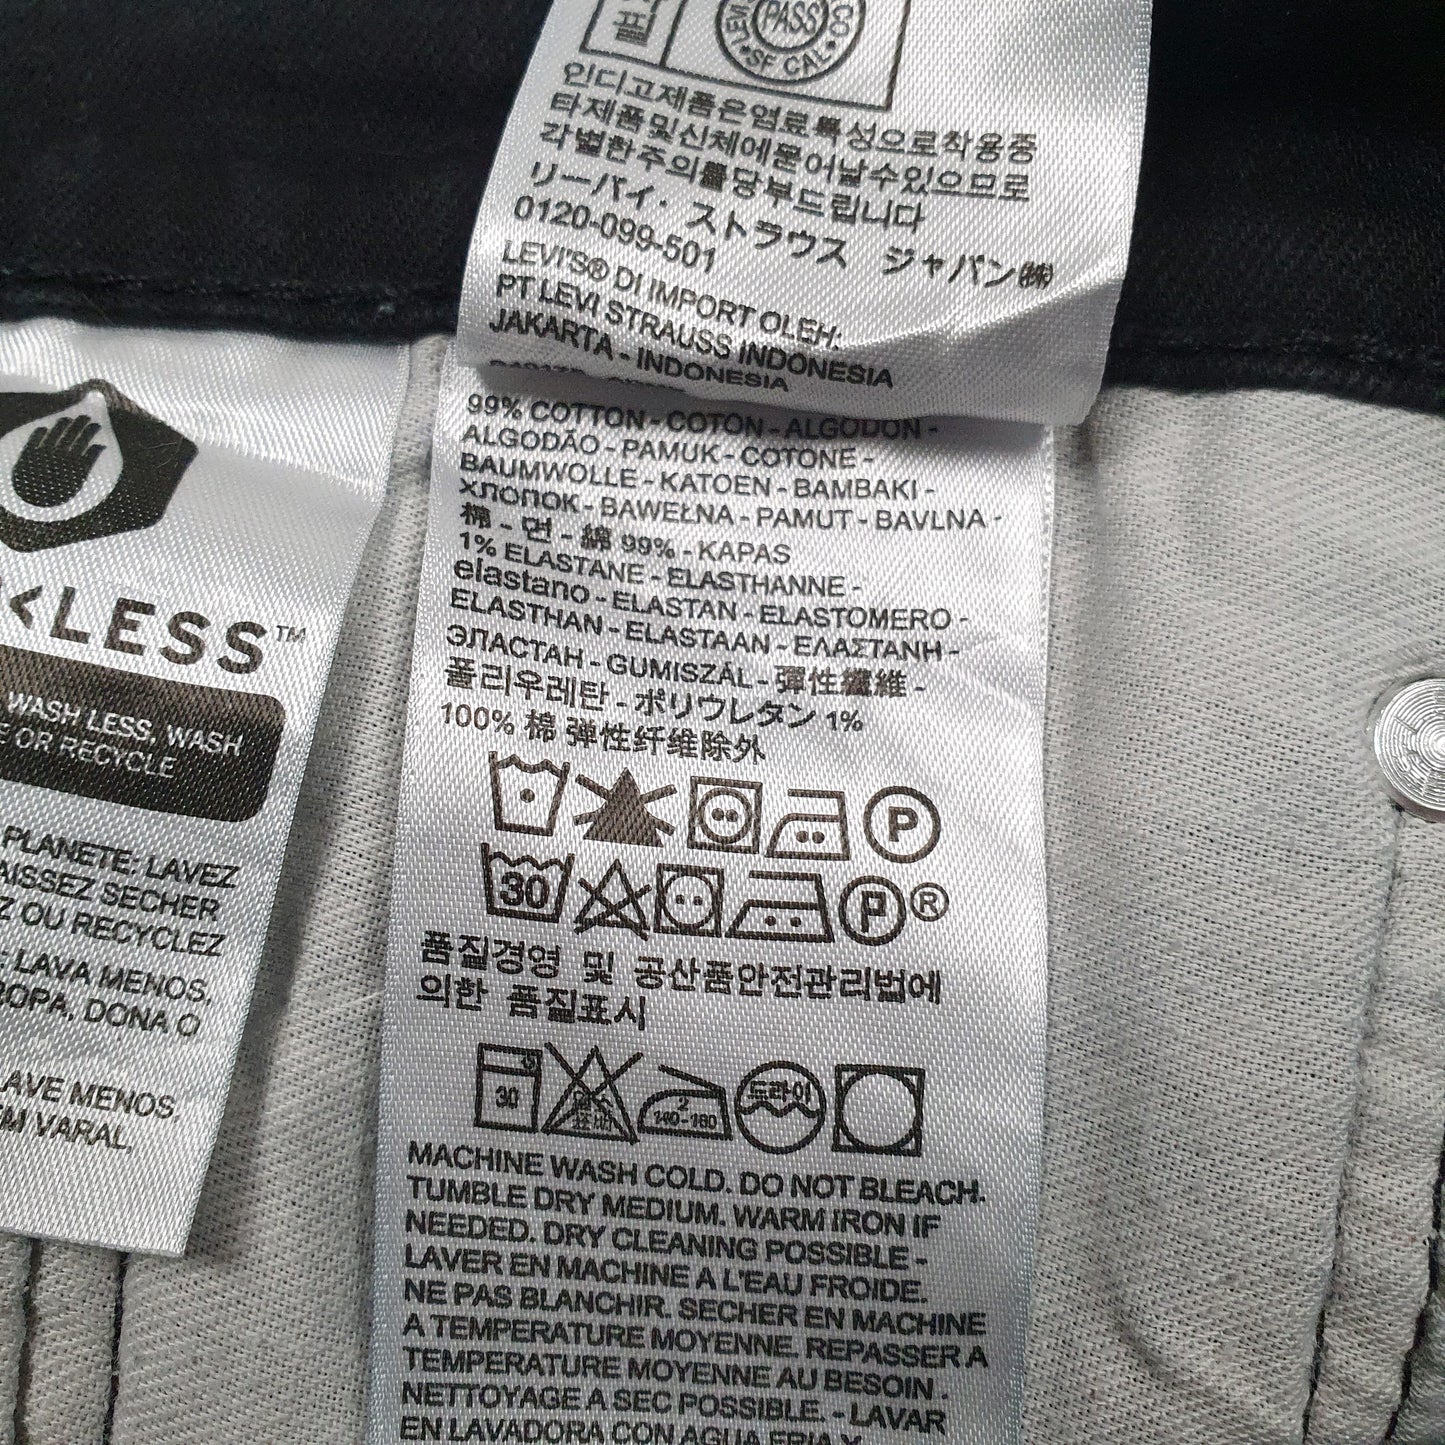 품
LEVI
PASS
CO
SF CAL
인디고제품은염료특성으로착용중
타제품및신체에묻어날수있으므로
각별한주의를당부드립니다
リーバイ・ストラウス ジャパン㈱
0120-099-501
LEVI'S® DI IMPORT OLEH:
PT LEVI STRAUSS INDONESIA
JAKARTA - INDONESIA
99% COTTON - COTON - ALGODÓN -
ALGODÃO - PAMUK - COTONE -
BAUMWOLLE - KATOEN - BAMBAKI -
ХЛОПОК - BAWEŁNA - PAMUT - BAVLNA -
棉 - 면 - 綿 99% - KAPAS
1% ELASTANE - ELASTHANNE -
elastano - ELASTAN - ELASTOMERO -
ELASTHAN - ELASTAAN - ΕΛΑΣΤΑΝΗ -
ЭЛАСТАН - GUMISZÁL - 彈性纖維 -
폴리우레탄 - ポリウレタン 1%
100% 棉 弹性纤维除外
P
30 P ®
품질경영 및 공산품안전관리법에
의한 품질표시
30 2 140-160 드라이
MACHINE WASH COLD. DO NOT BLEACH.
TUMBLE DRY MEDIUM. WARM IRON IF
NEEDED. DRY CLEANING POSSIBLE -
LAVER EN MACHINE A L'EAU FROIDE.
NE PAS BLANCHIR. SECHER EN MACHINE
A TEMPERATURE MOYENNE. REPASSER A
TEMPERATURE MOYENNE AU BESOIN .
NETTOYAGE A SEC POSSIBLE. - LAVAR
EN LAVADORA CON AGUA FRIA Y
<LESS™
WASH LESS, WASH
E OR RECYCLE
PLANETE: LAVEZ
AISSEZ SECHER
Z OU RECYCLEZ
: LAVA MENOS,
ROPA, DONA O
AVE MENOS,
M VARAL,